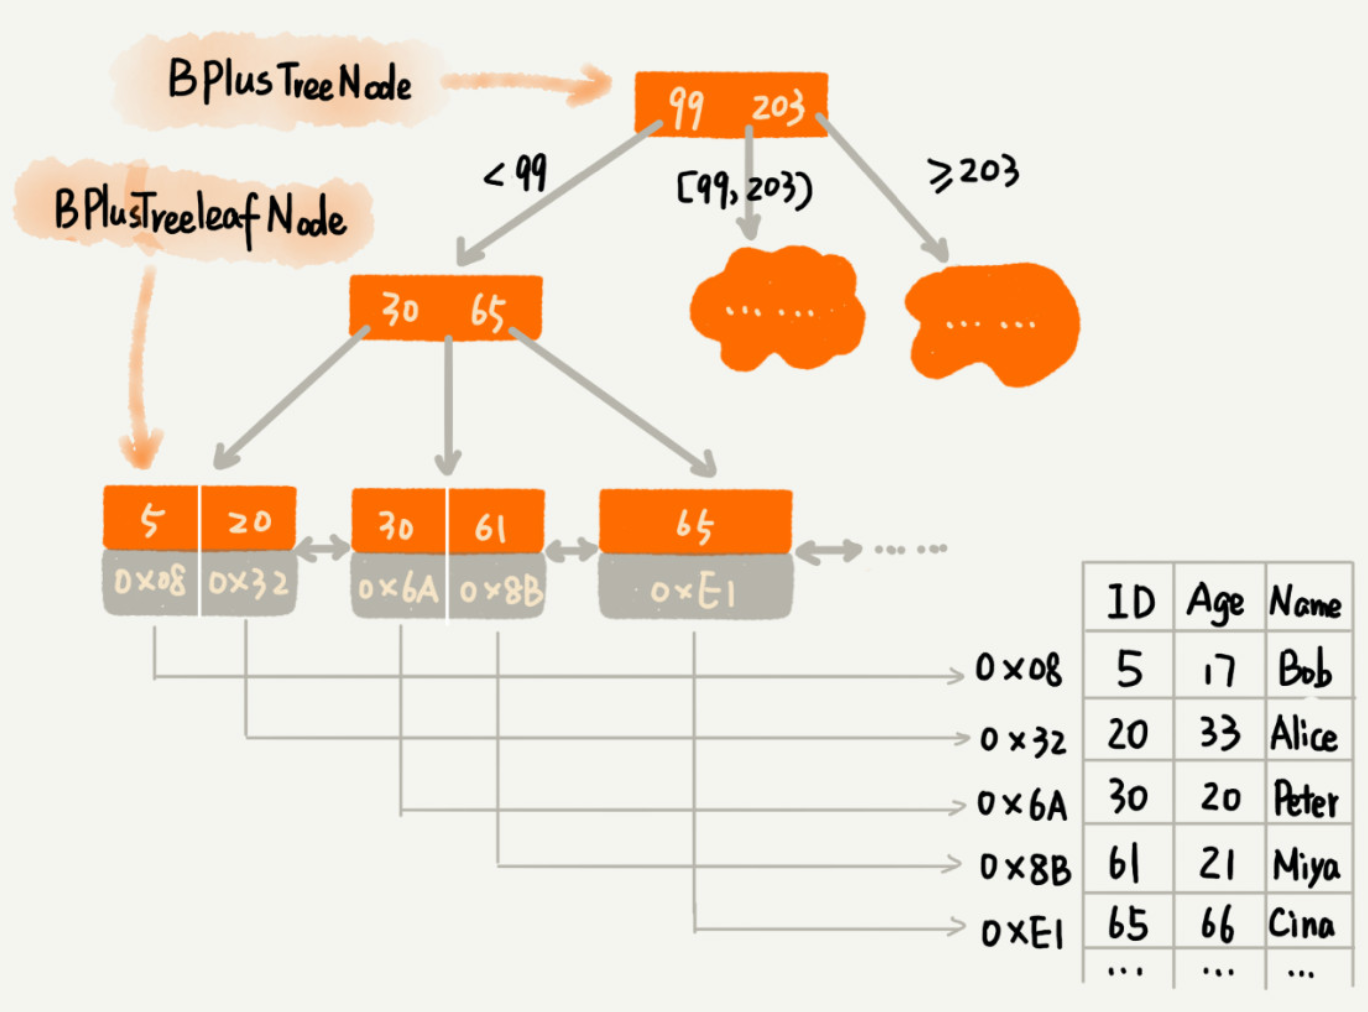 BPlusTreeNode
99 203
<99
[99,203)
≥203
BPlusTreeleafNode
30 65
...... 
......
5 20
30 61
65
0x08 0x32
0x6A 0x8B
0xE1
...... 
ID Age Name
0x08 5 17 Bob
0x32 20 33 Alice
0x6A 30 20 Peter
0x8B 61 21 Miya
0xE1 65 66 Cina
... ... ...